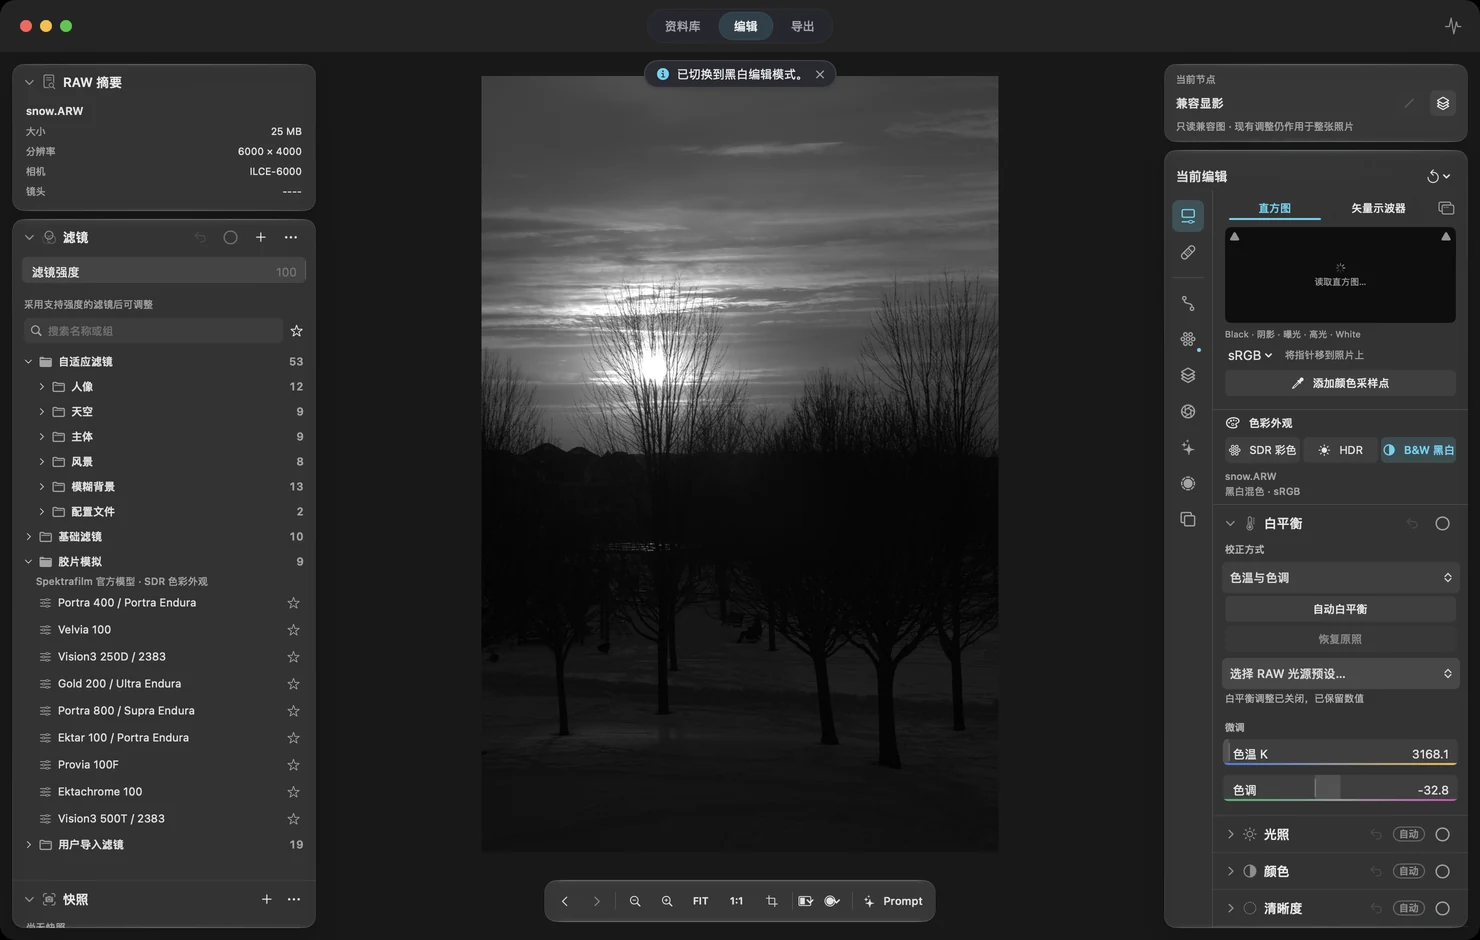 资料库
编辑
导出
已切换到黑白编辑模式。
RAW 摘要
snow.ARW
大小 25 MB
分辨率 6000 × 4000
相机 ILCE-6000
镜头 ----
滤镜
滤镜强度 100
采用支持强度的滤镜后可调整
搜索名称或组
自适应滤镜 53
人像 12
天空 9
主体 9
风景 8
模糊背景 13
配置文件 2
基础滤镜 10
胶片模拟 9
Spektrafilm 官方模型 · SDR 色彩外观
Portra 400 / Portra Endura
Velvia 100
Vision3 250D / 2383
Gold 200 / Ultra Endura
Portra 800 / Supra Endura
Ektar 100 / Portra Endura
Provia 100F
Ektachrome 100
Vision3 500T / 2383
用户导入滤镜 19
快照
尚无快照
FIT
1:1
Prompt
当前节点
兼容显影
只读兼容图 · 现有调整仍作用于整张照片
当前编辑
直方图
矢量示波器
读取直方图...
Black · 阴影 · 曝光 · 高光 · White
sRGB 将指针移到照片上
添加颜色采样点
色彩外观
SDR 彩色
HDR
B&W 黑白
snow.ARW
黑白混色 · sRGB
白平衡
校正方式
色温与色调
自动白平衡
恢复原照
选择 RAW 光源预设...
白平衡调整已关闭，已保留数值
微调
色温 K 3168.1
色调 -32.8
光照 自动
颜色 自动
清晰度 自动